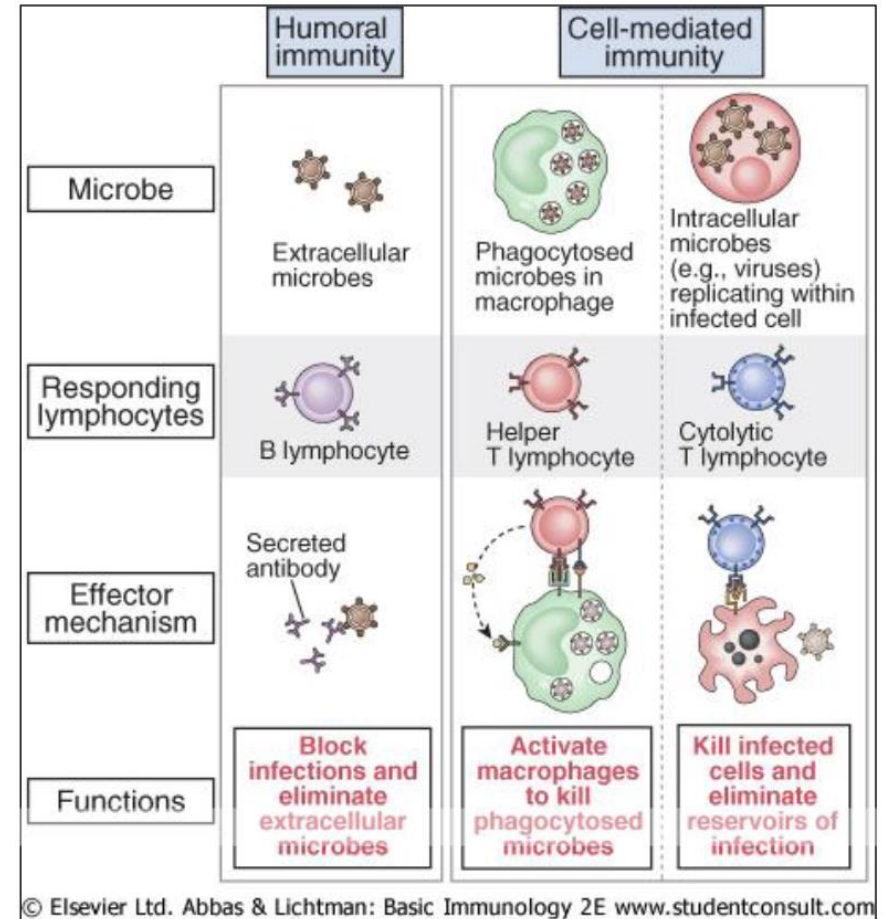 Humoral
immunity
Cell-mediated
immunity
Microbe
Extracellular
microbes
Phagocytosed
microbes in
macrophage
Intracellular
microbes
(e.g., viruses)
replicating within
infected cell
Responding
lymphocytes
B lymphocyte
Helper
T lymphocyte
Cytolytic
T lymphocyte
Effector
mechanism
Secreted
antibody
Functions
Block
infections and
eliminate
extracellular
microbes
Activate
macrophages
to kill
phagocytosed
microbes
Kill infected
cells and
eliminate
reservoirs of
infection
© Elsevier Ltd. Abbas & Lichtman: Basic Immunology 2E www.studentconsult.com